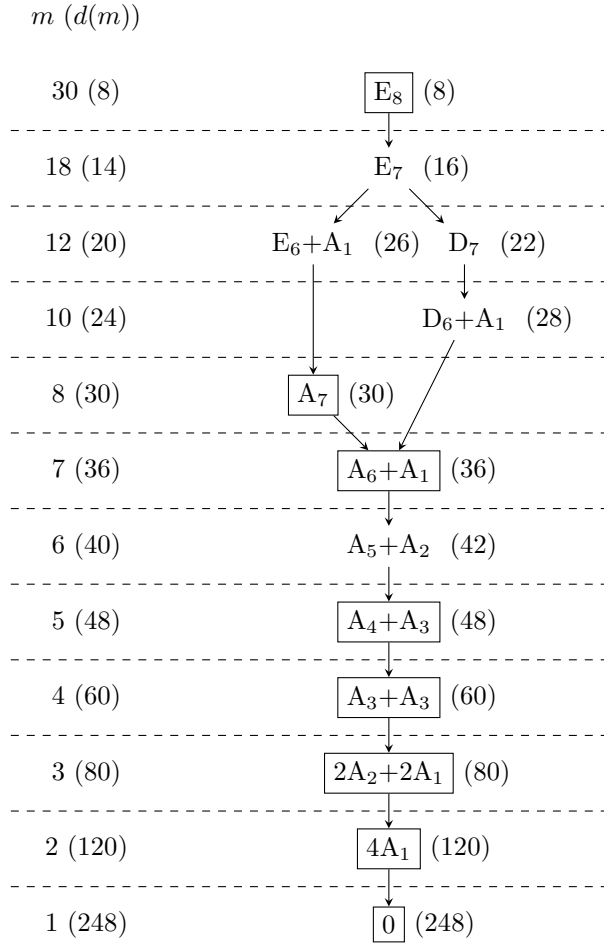 m (d(m))
30 (8) E₈ (8)
18 (14) E₇ (16)
12 (20) E₆+A₁ (26) D₇ (22)
10 (24) D₆+A₁ (28)
8 (30) A₇ (30)
7 (36) A₆+A₁ (36)
6 (40) A₅+A₂ (42)
5 (48) A₄+A₃ (48)
4 (60) A₃+A₃ (60)
3 (80) 2A₂+2A₁ (80)
2 (120) 4A₁ (120)
1 (248) 0 (248)